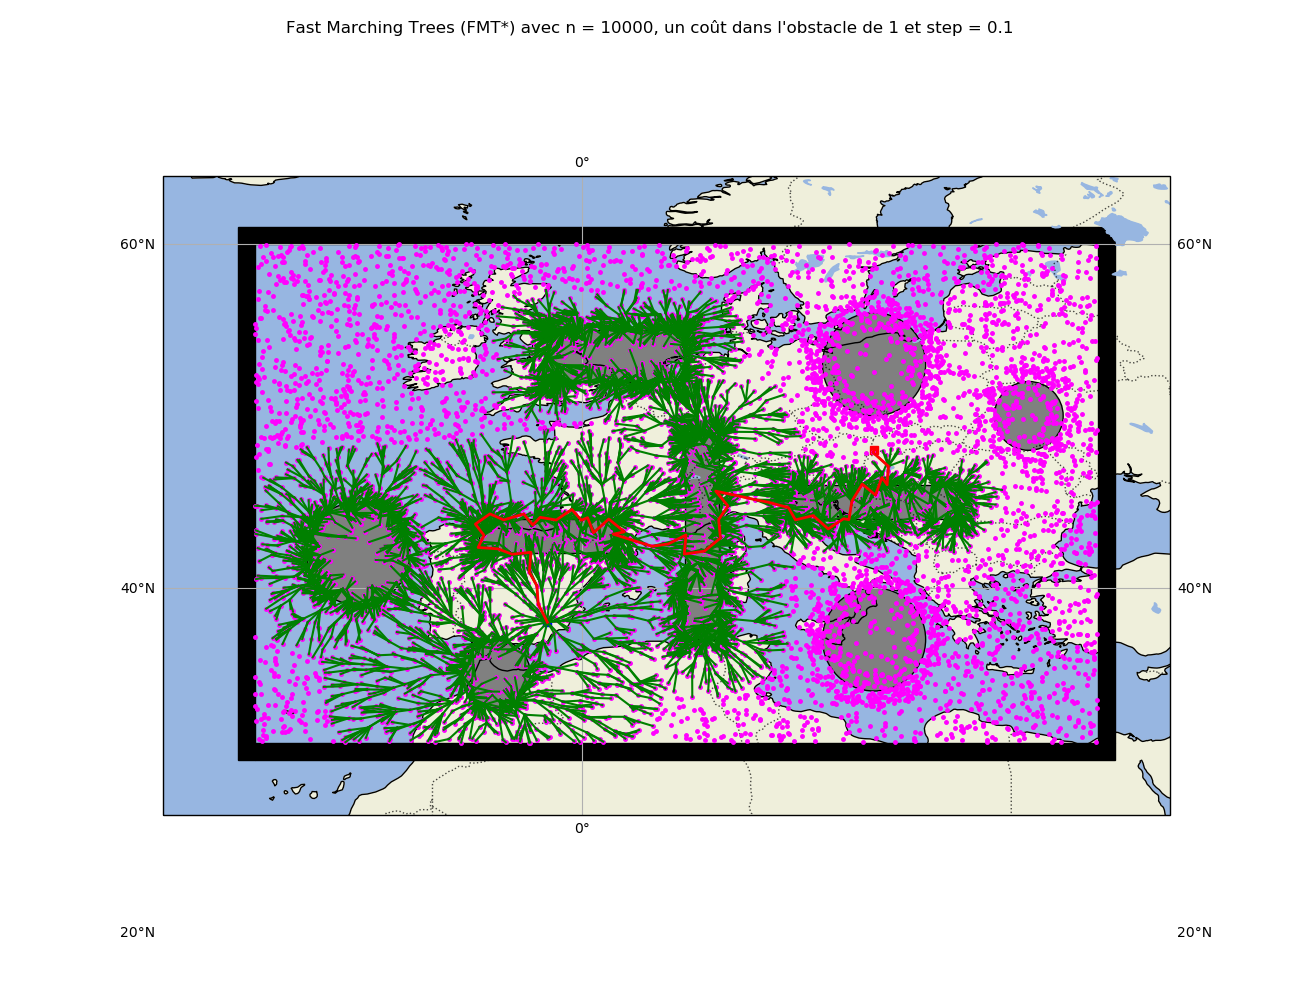 Fast Marching Trees (FMT*) avec n = 10000, un coût dans l'obstacle de 1 et step = 0.1
0°
60°N
60°N
40°N
40°N
0°
20°N
20°N